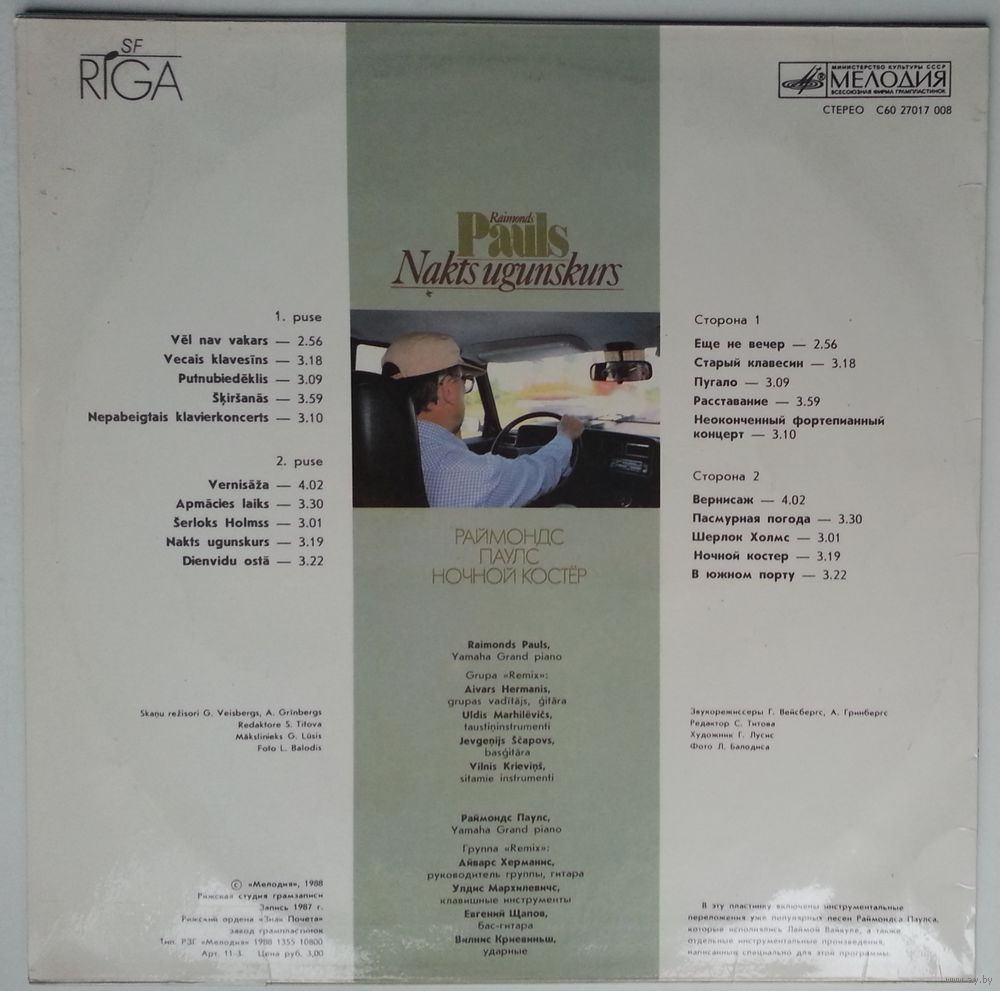 SF
RĪGA
МИНИСТЕРСТВО КУЛЬТУРЫ СССР
МЕЛОДИЯ
ВСЕСОЮЗНАЯ ФИРМА ГРАМПЛАСТИНОК
СТЕРЕО С60 27017 008
Raimonds
Pauls
Nakts ugunskurs
1. puse
Vēl nav vakars — 2.56
Vecais klavesīns — 3.18
Putnubiedēklis — 3.09
Šķiršanās — 3.59
Nepabeigtais klavierkoncerts — 3.10
2. puse
Vernisāža — 4.02
Apmācies laiks — 3.30
Šerloks Holmss — 3.01
Nakts ugunskurs — 3.19
Dienvidu ostā — 3.22
Сторона 1
Еще не вечер — 2.56
Старый клавесин — 3.18
Пугало — 3.09
Расставание — 3.59
Неоконченный фортепианный
концерт — 3.10
Сторона 2
Вернисаж — 4.02
Пасмурная погода — 3.30
Шерлок Холмс — 3.01
Ночной костер — 3.19
В южном порту — 3.22
РАЙМОНДС
ПАУЛС
НОЧНОЙ КОСТЁР
Raimonds Pauls,
Yamaha Grand piano
Grupa «Remix»:
Aivars Hermanis,
grupas vadītājs, ģitāra
Uldis Marhilēvičs,
taustiņinstrumenti
Jevgeņijs Ščapovs,
basģitāra
Vilnis Krieviņš,
sitamie instrumenti
Раймондс Паулс,
Yamaha Grand piano
Группа «Remix»:
Айварс Херманис,
руководитель группы, гитара
Улдис Мархилевичс,
клавишные инструменты
Евгений Щапов,
бас-гитара
Вилнис Криевиньш,
ударные
Skaņu režisori G. Veisbergs, A. Grīnbergs
Redaktore S. Titova
Mākslinieks G. Lūsis
Foto L. Balodis
Звукорежиссеры Г. Вейсбергс, А. Гринбергс
Редактор С. Титова
Художник Г. Лусис
Фото Л. Балодиса
© «Мелодия», 1988
Рижская студия грамзаписи
Запись 1987 г.
Рижский ордена «Знак Почета»
завод грампластинок
Тип. РЗГ «Мелодия» 1988 1355 10800
Арт. 11-3. Цена руб. 3,00
В эту пластинку включены инструментальные
переложения уже популярных песен Раймондса Паулса,
которые исполнялись Лаймой Вайкуле, а также
отдельные инструментальные произведения,
написанные специально для этой программы.
www.ay.by